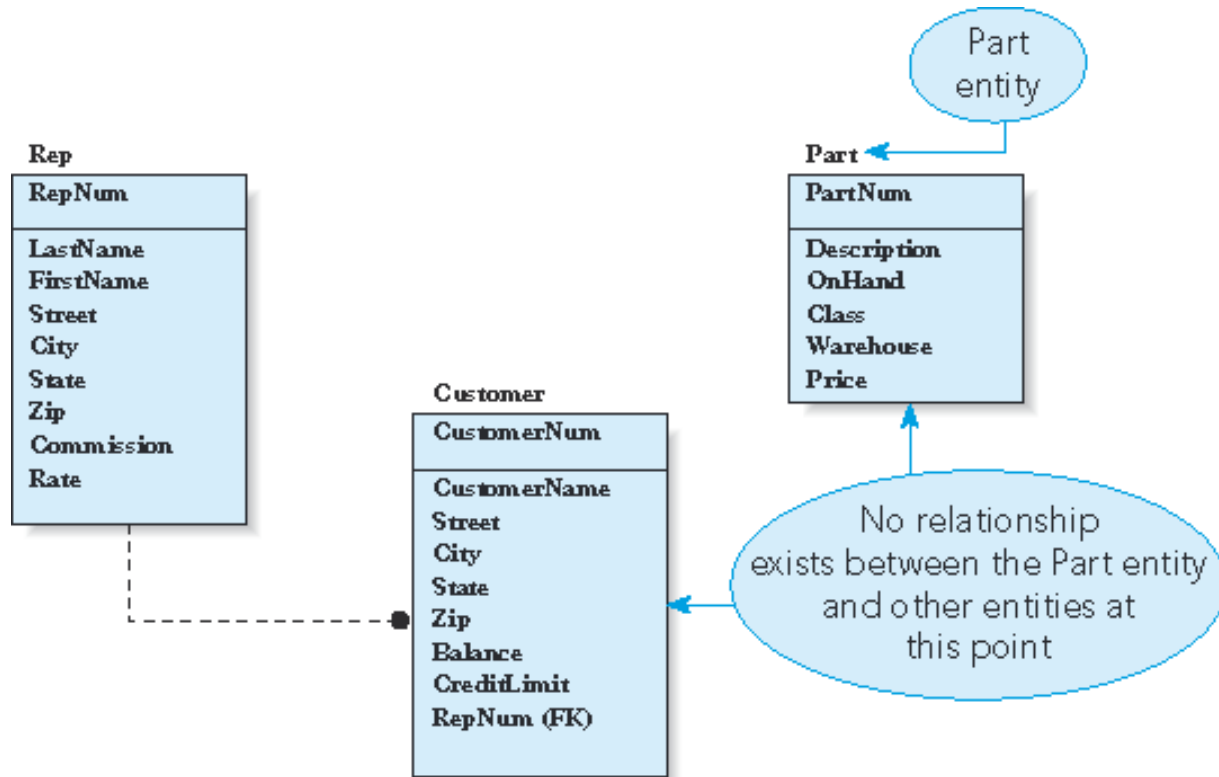 Part
entity
Rep
RepNum
LastName
FirstName
Street
City
State
Zip
Commission
Rate
Part
PartNum
Description
OnHand
Class
Warehouse
Price
Customer
CustomerNum
CustomerName
Street
City
State
Zip
Balance
CreditLimit
RepNum (FK)
No relationship
exists between the Part entity
and other entities at
this point